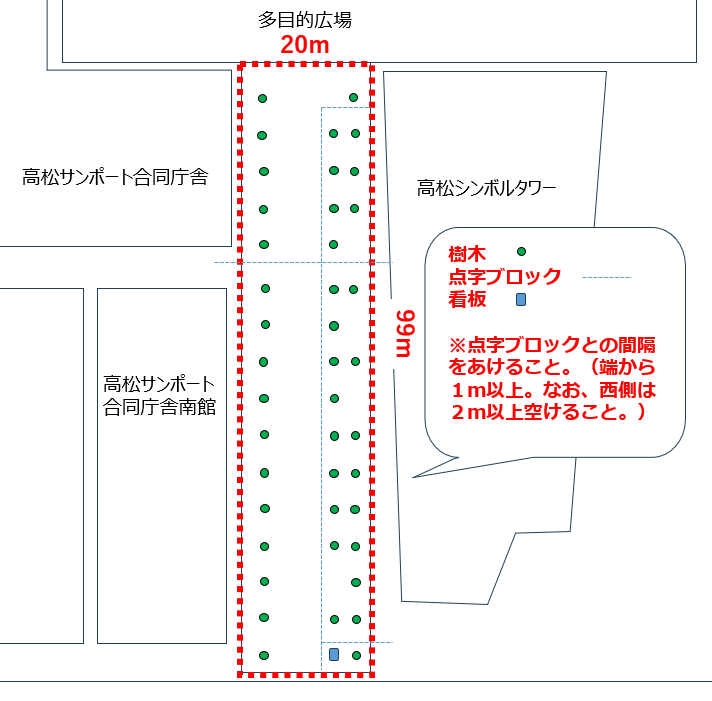 多目的広場
20m
高松サンポート合同庁舎
高松シンボルタワー
樹木
点字ブロック
看板
99m
※点字ブロックとの間隔
をあけること。（端から
１ｍ以上。なお、西側は
２ｍ以上空けること。）
高松サンポート
合同庁舎南館